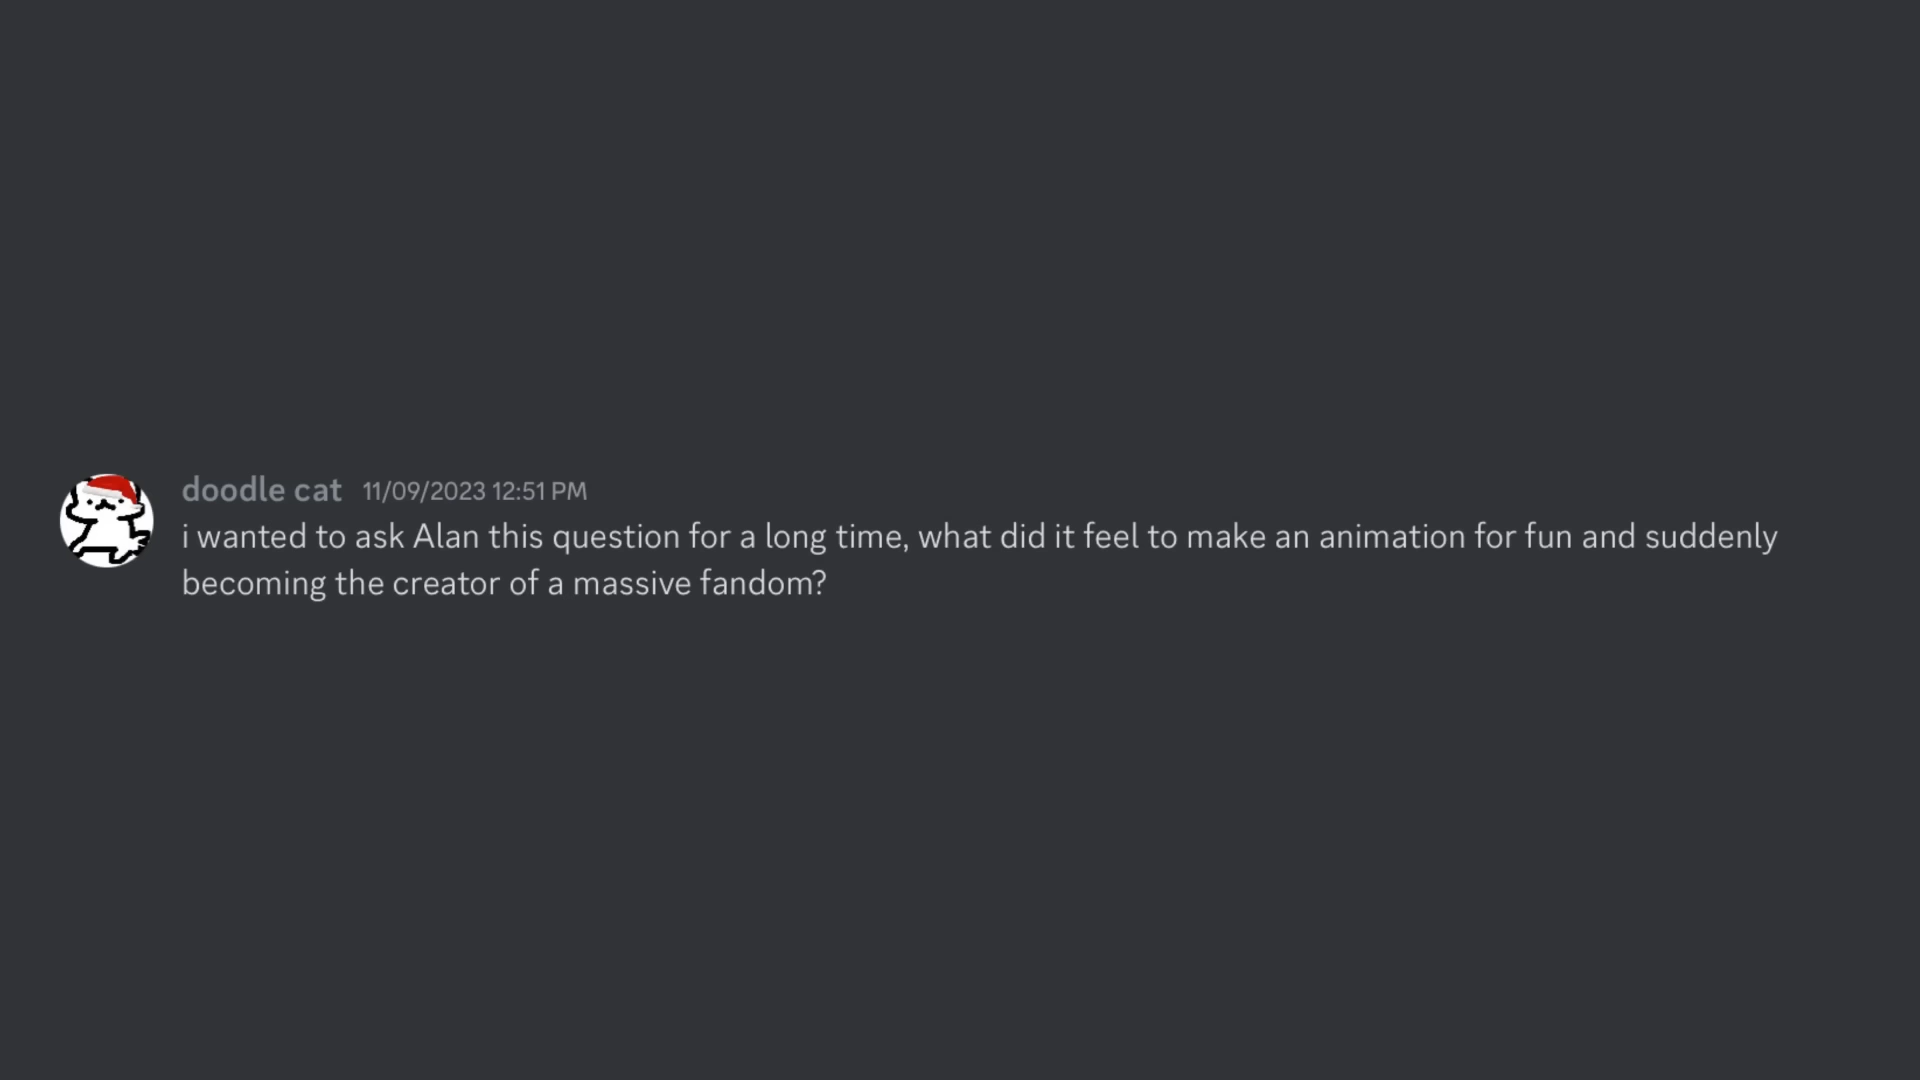 doodle cat 11/09/2023 12:51 PM
i wanted to ask Alan this question for a long time, what did it feel to make an animation for fun and suddenly
becoming the creator of a massive fandom?